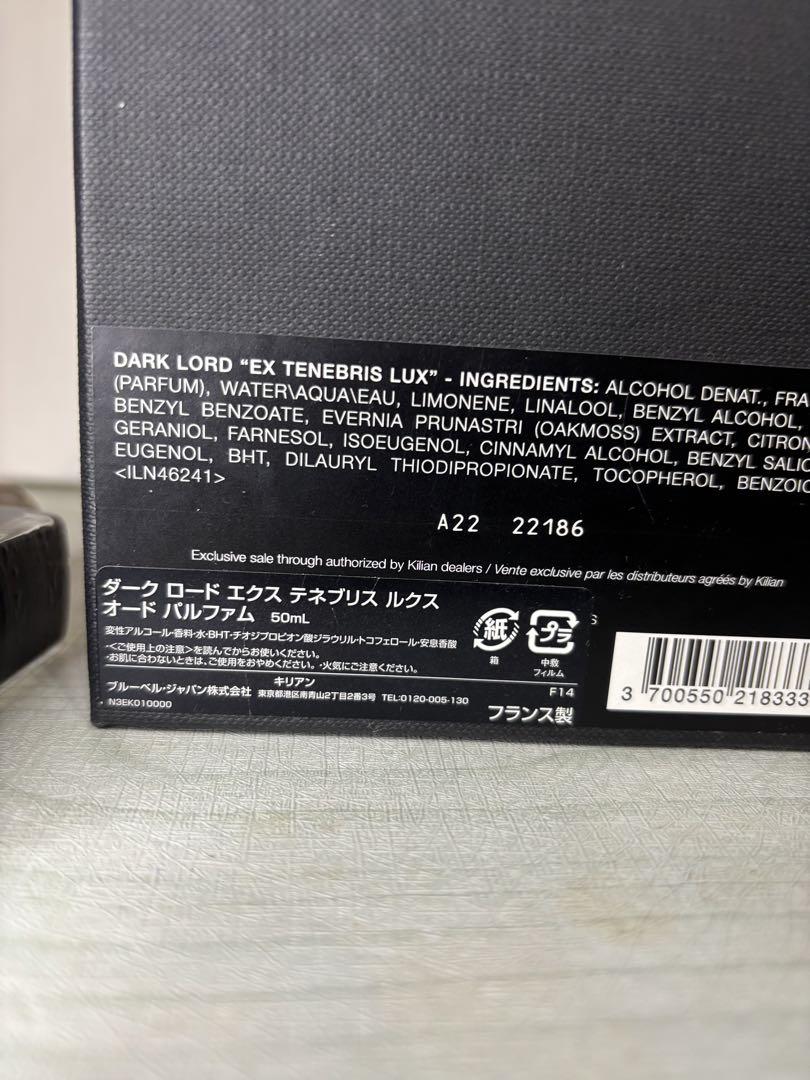 DARK LORD “EX TENEBRIS LUX” - INGREDIENTS: ALCOHOL DENAT., FRA
(PARFUM), WATER\AQUA\EAU, LIMONENE, LINALOOL, BENZYL ALCOHOL,
BENZYL BENZOATE, EVERNIA PRUNASTRI (OAKMOSS) EXTRACT, CITRON
GERANIOL, FARNESOL, ISOEUGENOL, CINNAMYL ALCOHOL, BENZYL SALIC
EUGENOL, BHT, DILAURYL THIODIPROPIONATE, TOCOPHEROL, BENZOIC
<ILN46241>
A22 22186
Exclusive sale through authorized by Kilian dealers / Vente exclusive par les distributeurs agréés by Kilian
ダーク ロード エクス テネブリス ルクス
オード パルファム 50mL
変性アルコール・香料・水・BHT・チオジプロピオン酸ジラウリル・トコフェロール・安息香酸
・<ご使用上の注意>を読んでからお使いください。
・お肌に合わないときは、ご使用をおやめください。・火気にご注意ください。
キリアン
ブルーベル・ジャパン株式会社 東京都港区南青山2丁目2番3号 TEL:0120-005-130
N3EK010000
紙
箱
プラ
中敷
フィルム
F14
フランス製
S
3 700550 218333